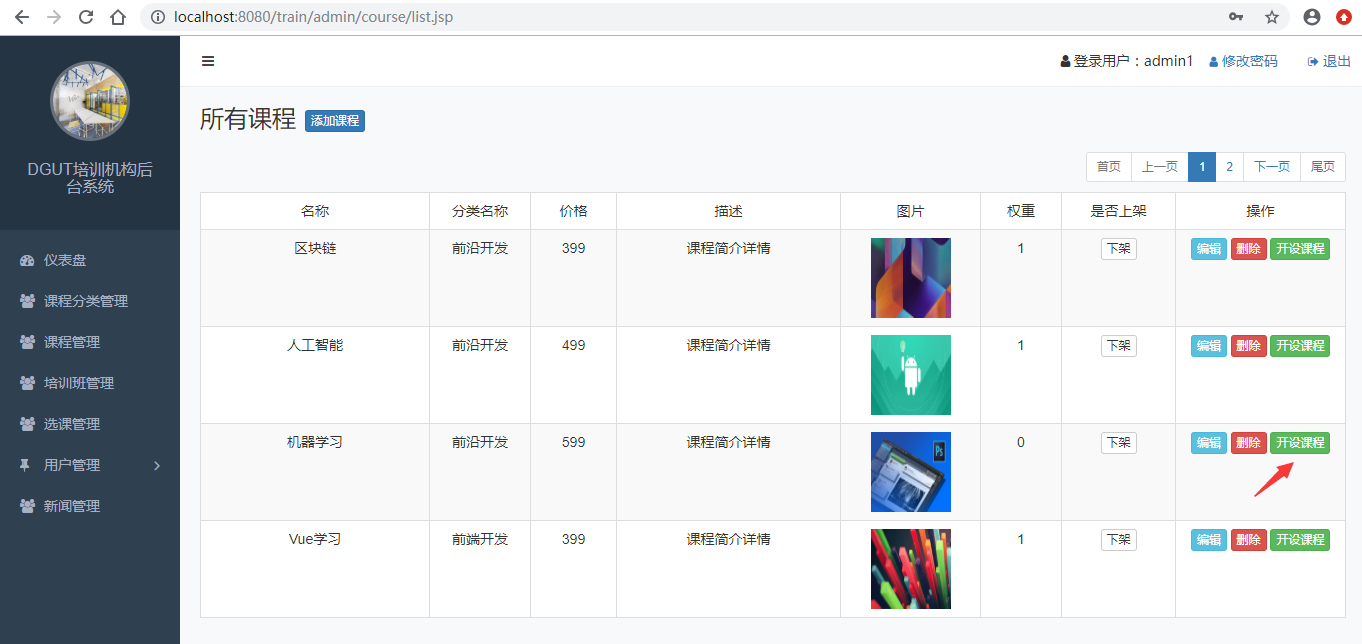 localhost:8080/train/admin/course/list.jsp
登录用户：admin1 修改密码 退出
DGUT培训机构后
台系统
仪表盘
课程分类管理
课程管理
培训班管理
选课管理
用户管理
新闻管理
所有课程 添加课程
首页 上一页 1 2 下一页 尾页
名称 分类名称 价格 描述 图片 权重 是否上架 操作
区块链 前沿开发 399 课程简介详情 1 下架 编辑 删除 开设课程
人工智能 前沿开发 499 课程简介详情 1 下架 编辑 删除 开设课程
机器学习 前沿开发 599 课程简介详情 Ps 0 下架 编辑 删除 开设课程
Vue学习 前端开发 399 课程简介详情 1 下架 编辑 删除 开设课程